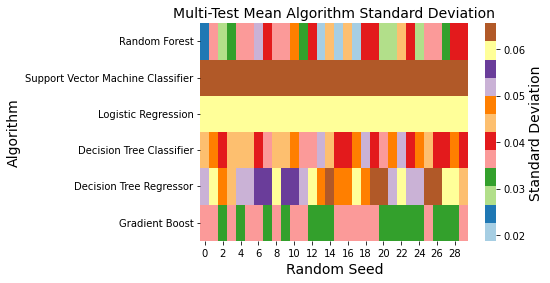 Multi-Test Mean Algorithm Standard Deviation
Algorithm
Random Forest
Support Vector Machine Classifier
Logistic Regression
Decision Tree Classifier
Decision Tree Regressor
Gradient Boost
0 2 4 6 8 10 12 14 16 18 20 22 24 26 28
Random Seed
0.06
0.05
0.04
0.03
0.02
Standard Deviation